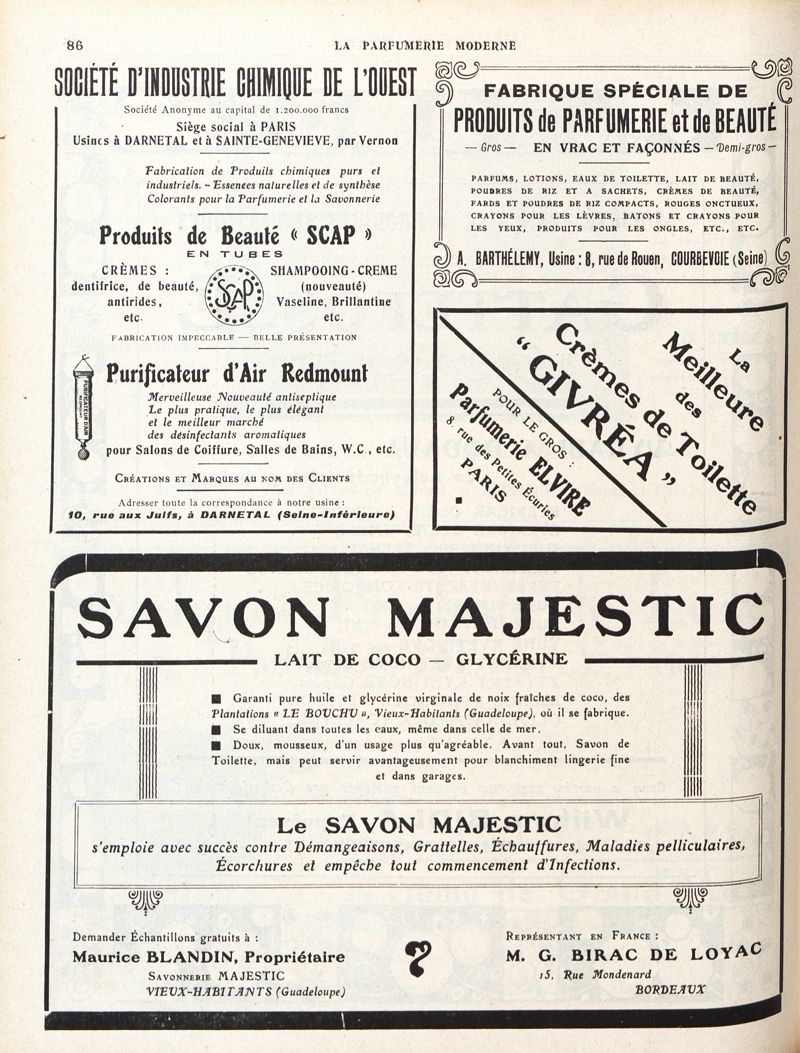 86
LA PARFUMERIE MODERNE
SOCIÉTÉ D'INDUSTRIE CHIMIQUE DE L'OUEST
Société Anonyme au capital de 1.200.000 francs
Siège social à PARIS
Usines à DARNETAL et à SAINTE-GENEVIEVE, par Vernon
Fabrication de Produits chimiques purs et
industriels. - Essences naturelles et de synthèse
Colorants pour la Parfumerie et la Savonnerie
Produits de Beauté « SCAP »
EN TUBES
CRÈMES :
dentifrice, de beauté,
antirides,
etc.
SCAP
SHAMPOOING-CREME
(nouveauté)
Vaseline, Brillantine
etc.
FABRICATION IMPECCABLE — BELLE PRÉSENTATION
PURIFICATEUR D'AIR
Purificateur d'Air Redmount
Merveilleuse Nouveauté antiseptique
Le plus pratique, le plus élégant
et le meilleur marché
des désinfectants aromatiques
pour Salons de Coiffure, Salles de Bains, W.C., etc.
CRÉATIONS ET MARQUES AU NOM DES CLIENTS
Adresser toute la correspondance à notre usine :
10, rue aux Juifs, à DARNETAL (Seine-Inférieure)
FABRIQUE SPÉCIALE DE
PRODUITS de PARFUMERIE et de BEAUTÉ
— Gros — EN VRAC ET FAÇONNÉS — Demi-gros —
PARFUMS, LOTIONS, EAUX DE TOILETTE, LAIT DE BEAUTÉ,
POUDRES DE RIZ ET A SACHETS, CRÈMES DE BEAUTÉ,
FARDS ET POUDRES DE RIZ COMPACTS, ROUGES ONCTUEUX,
CRAYONS POUR LES LÈVRES, BATONS ET CRAYONS POUR
LES YEUX, PRODUITS POUR LES ONGLES, ETC., ETC.
A. BARTHÉLEMY, Usine : 8, rue de Rouen, COURBEVOIE (Seine)
La
Meilleure
des
Crèmes de Toilette
" GIVRÉA "
POUR LE GROS :
Parfumerie ELVIRE
8, rue des Petites Écuries
PARIS
SAVON MAJESTIC
LAIT DE COCO — GLYCÉRINE
■ Garanti pure huile et glycérine virginale de noix fraîches de coco, des
Plantations « LE BOUCHU », Vieux-Habitants (Guadeloupe), où il se fabrique.
■ Se diluant dans toutes les eaux, même dans celle de mer.
■ Doux, mousseux, d'un usage plus qu'agréable. Avant tout, Savon de
Toilette, mais peut servir avantageusement pour blanchiment lingerie fine
et dans garages.
Le SAVON MAJESTIC
s'emploie avec succès contre Démangeaisons, Grattelles, Échauffures, Maladies pelliculaires,
Écorchures et empêche tout commencement d'Infections.
Demander Échantillons gratuits à :
Maurice BLANDIN, Propriétaire
SAVONNERIE MAJESTIC
VIEUX-HABITANTS (Guadeloupe)
REPRÉSENTANT EN FRANCE :
M. G. BIRAC DE LOYAC
15, Rue Mondenard
BORDEAUX